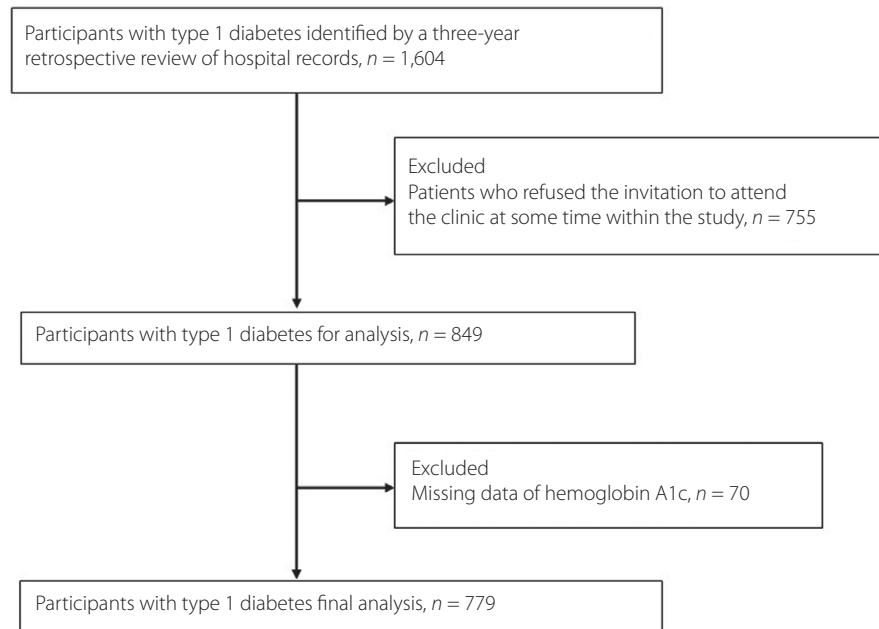 Participants with type 1 diabetes identified by a three-year
retrospective review of hospital records, n = 1,604
Excluded
Patients who refused the invitation to attend
the clinic at some time within the study, n = 755
Participants with type 1 diabetes for analysis, n = 849
Excluded
Missing data of hemoglobin A1c, n = 70
Participants with type 1 diabetes final analysis, n = 779